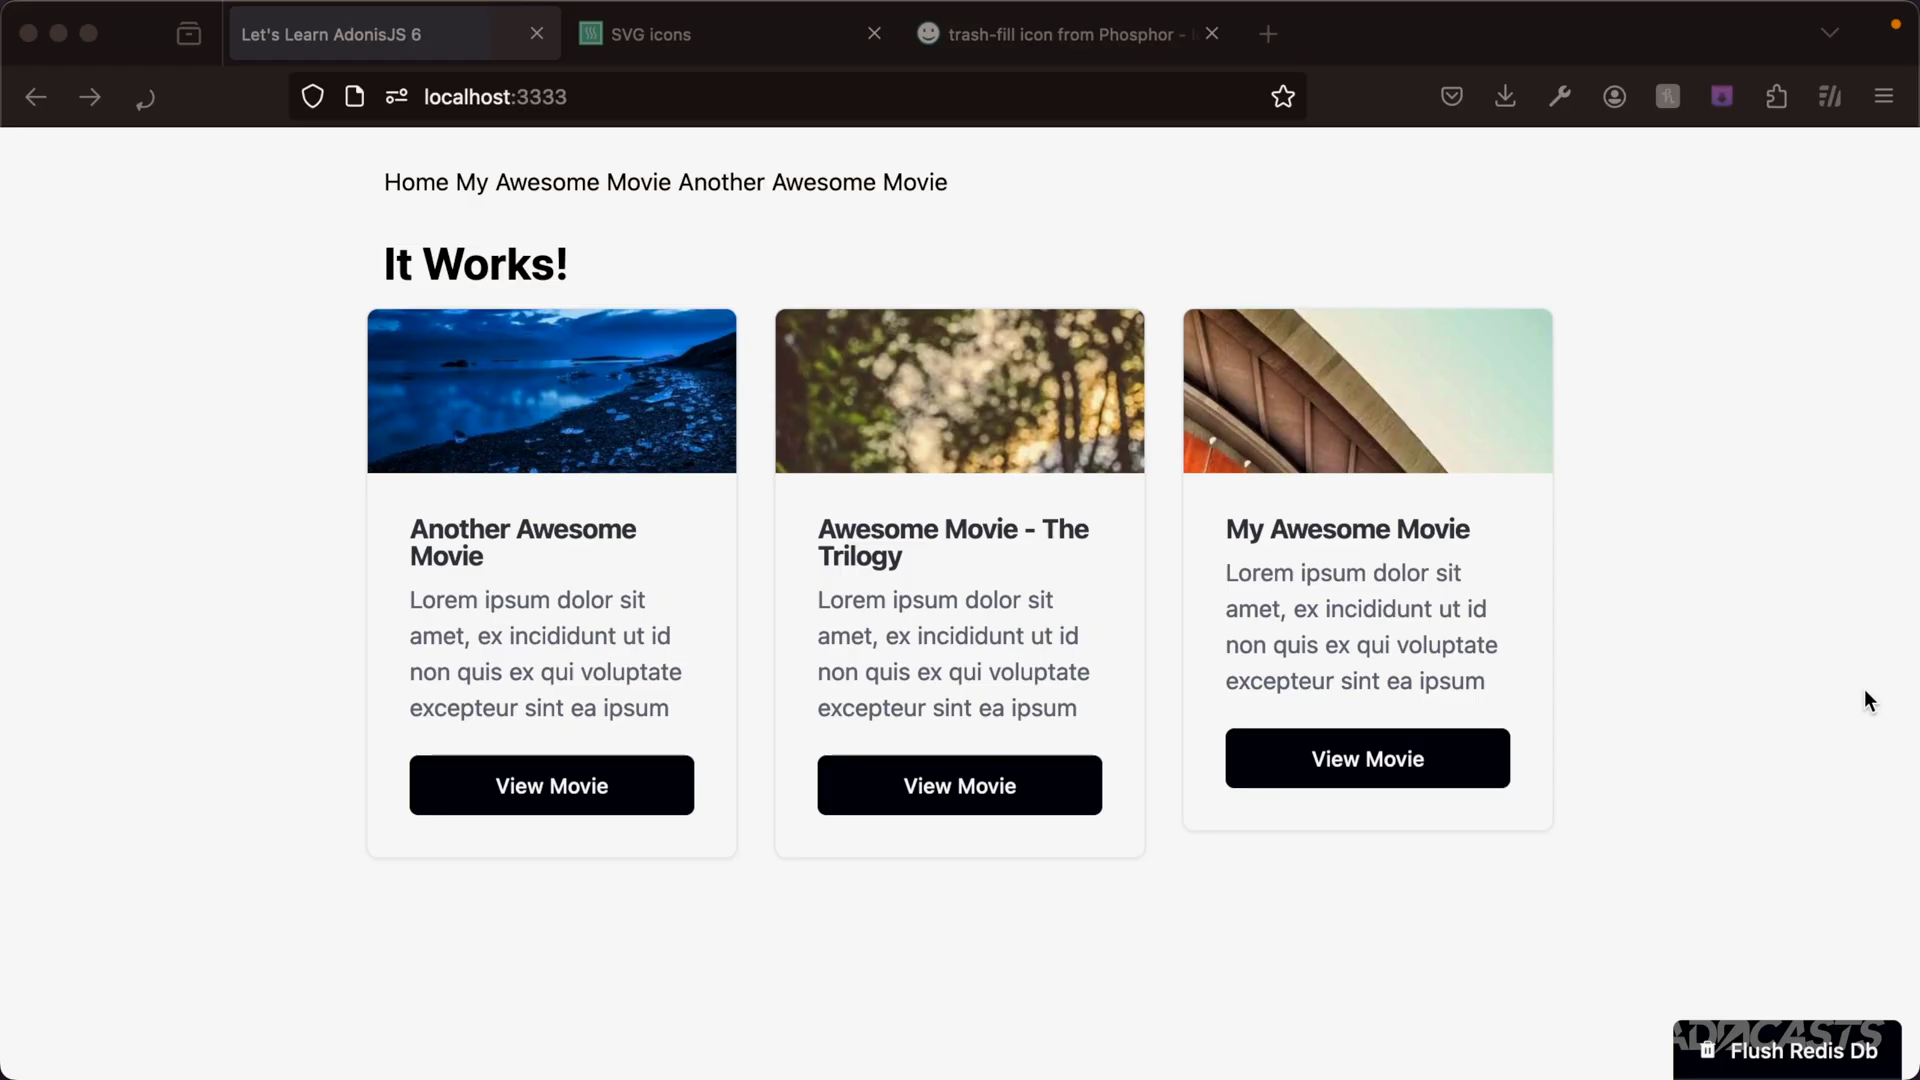 Let's Learn AdonisJS 6
SVG icons
trash-fill icon from Phosphor -
localhost:3333
Home My Awesome Movie Another Awesome Movie
It Works!
Another Awesome
Movie
Lorem ipsum dolor sit
amet, ex incididunt ut id
non quis ex qui voluptate
excepteur sint ea ipsum
View Movie
Awesome Movie - The
Trilogy
Lorem ipsum dolor sit
amet, ex incididunt ut id
non quis ex qui voluptate
excepteur sint ea ipsum
View Movie
My Awesome Movie
Lorem ipsum dolor sit
amet, ex incididunt ut id
non quis ex qui voluptate
excepteur sint ea ipsum
View Movie
ADOCASTS
Flush Redis Db